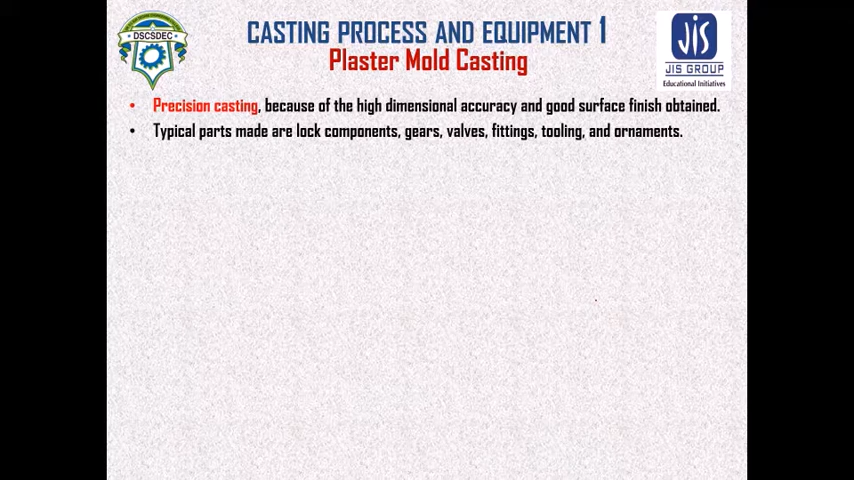 CASTING PROCESS AND EQUIPMENT 1
Plaster Mold Casting
DSCSDEC
JIS
JIS GROUP
Educational Initiatives
• Precision casting, because of the high dimensional accuracy and good surface finish obtained.
• Typical parts made are lock components, gears, valves, fittings, tooling, and ornaments.